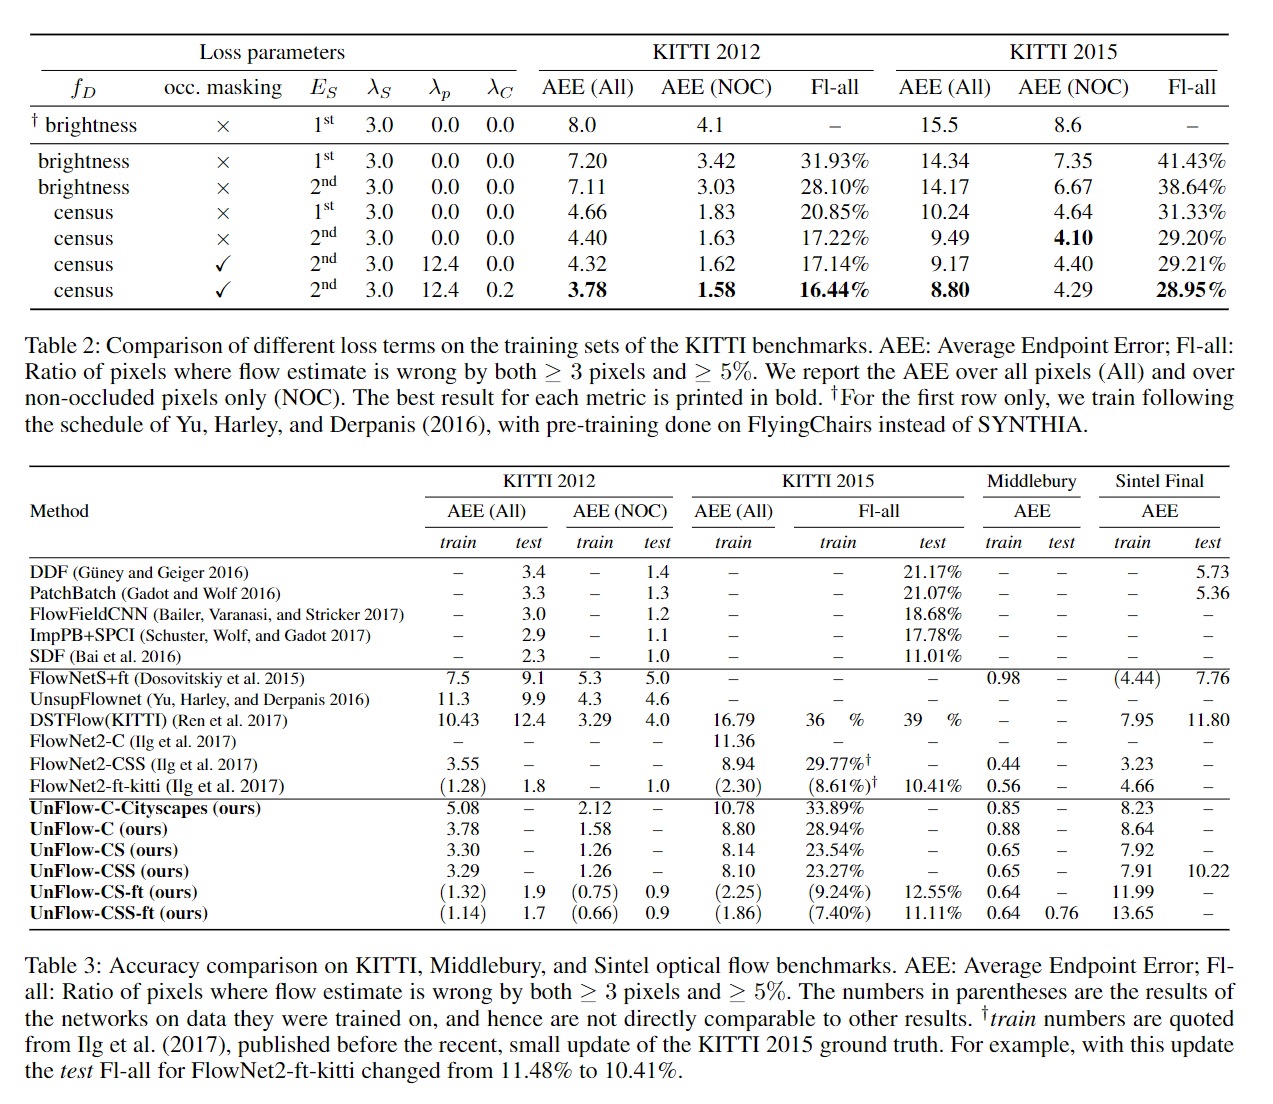 Loss parameters KITTI 2012 KITTI 2015
f_D occ. masking E_S λ_S λ_p λ_C AEE (All) AEE (NOC) Fl-all AEE (All) AEE (NOC) Fl-all
† brightness × 1st 3.0 0.0 0.0 8.0 4.1 – 15.5 8.6 –
brightness × 1st 3.0 0.0 0.0 7.20 3.42 31.93% 14.34 7.35 41.43%
brightness × 2nd 3.0 0.0 0.0 7.11 3.03 28.10% 14.17 6.67 38.64%
census × 1st 3.0 0.0 0.0 4.66 1.83 20.85% 10.24 4.64 31.33%
census × 2nd 3.0 0.0 0.0 4.40 1.63 17.22% 9.49 4.10 29.20%
census ✓ 2nd 3.0 12.4 0.0 4.32 1.62 17.14% 9.17 4.40 29.21%
census ✓ 2nd 3.0 12.4 0.2 3.78 1.58 16.44% 8.80 4.29 28.95%
Table 2: Comparison of different loss terms on the training sets of the KITTI benchmarks. AEE: Average Endpoint Error; Fl-all:
Ratio of pixels where flow estimate is wrong by both ≥ 3 pixels and ≥ 5%. We report the AEE over all pixels (All) and over
non-occluded pixels only (NOC). The best result for each metric is printed in bold. †For the first row only, we train following
the schedule of Yu, Harley, and Derpanis (2016), with pre-training done on FlyingChairs instead of SYNTHIA.
KITTI 2012 KITTI 2015 Middlebury Sintel Final
Method AEE (All) AEE (NOC) AEE (All) Fl-all AEE AEE
train test train test train train test train test train test
DDF (Güney and Geiger 2016) – 3.4 – 1.4 – – 21.17% – – – 5.73
PatchBatch (Gadot and Wolf 2016) – 3.3 – 1.3 – – 21.07% – – – 5.36
FlowFieldCNN (Bailer, Varanasi, and Stricker 2017) – 3.0 – 1.2 – – 18.68% – – – –
ImpPB+SPCI (Schuster, Wolf, and Gadot 2017) – 2.9 – 1.1 – – 17.78% – – – –
SDF (Bai et al. 2016) – 2.3 – 1.0 – – 11.01% – – – –
FlowNetS+ft (Dosovitskiy et al. 2015) 7.5 9.1 5.3 5.0 – – – 0.98 – (4.44) 7.76
UnsupFlownet (Yu, Harley, and Derpanis 2016) 11.3 9.9 4.3 4.6 – – – – – – –
DSTFlow(KITTI) (Ren et al. 2017) 10.43 12.4 3.29 4.0 16.79 36 % 39 % – – 7.95 11.80
FlowNet2-C (Ilg et al. 2017) – – – – 11.36 – – – – – –
FlowNet2-CSS (Ilg et al. 2017) 3.55 – – – 8.94 29.77%† – 0.44 – 3.23 –
FlowNet2-ft-kitti (Ilg et al. 2017) (1.28) 1.8 – 1.0 (2.30) (8.61%)† 10.41% 0.56 – 4.66 –
UnFlow-C-Cityscapes (ours) 5.08 – 2.12 – 10.78 33.89% – 0.85 – 8.23 –
UnFlow-C (ours) 3.78 – 1.58 – 8.80 28.94% – 0.88 – 8.64 –
UnFlow-CS (ours) 3.30 – 1.26 – 8.14 23.54% – 0.65 – 7.92 –
UnFlow-CSS (ours) 3.29 – 1.26 – 8.10 23.27% – 0.65 – 7.91 10.22
UnFlow-CS-ft (ours) (1.32) 1.9 (0.75) 0.9 (2.25) (9.24%) 12.55% 0.64 – 11.99 –
UnFlow-CSS-ft (ours) (1.14) 1.7 (0.66) 0.9 (1.86) (7.40%) 11.11% 0.64 0.76 13.65 –
Table 3: Accuracy comparison on KITTI, Middlebury, and Sintel optical flow benchmarks. AEE: Average Endpoint Error; Fl-
all: Ratio of pixels where flow estimate is wrong by both ≥ 3 pixels and ≥ 5%. The numbers in parentheses are the results of
the networks on data they were trained on, and hence are not directly comparable to other results. †train numbers are quoted
from Ilg et al. (2017), published before the recent, small update of the KITTI 2015 ground truth. For example, with this update
the test Fl-all for FlowNet2-ft-kitti changed from 11.48% to 10.41%.